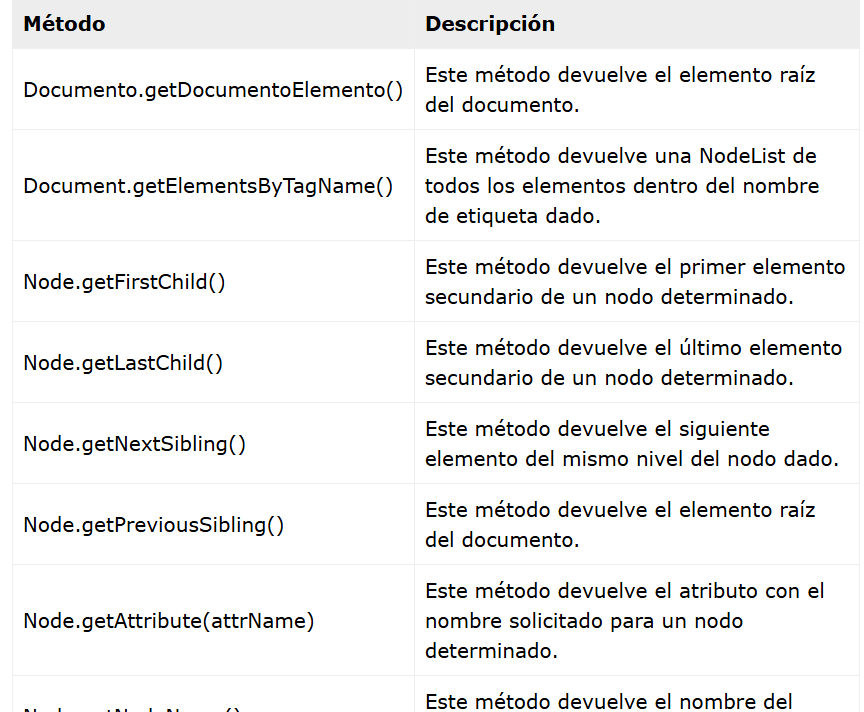 Método
Descripción
Documento.getDocumentoElemento()
Este método devuelve el elemento raíz
del documento.
Document.getElementsByTagName()
Este método devuelve una NodeList de
todos los elementos dentro del nombre
de etiqueta dado.
Node.getFirstChild()
Este método devuelve el primer elemento
secundario de un nodo determinado.
Node.getLastChild()
Este método devuelve el último elemento
secundario de un nodo determinado.
Node.getNextSibling()
Este método devuelve el siguiente
elemento del mismo nivel del nodo dado.
Node.getPreviousSibling()
Este método devuelve el elemento raíz
del documento.
Node.getAttribute(attrName)
Este método devuelve el atributo con el
nombre solicitado para un nodo
determinado.
Este método devuelve el nombre del